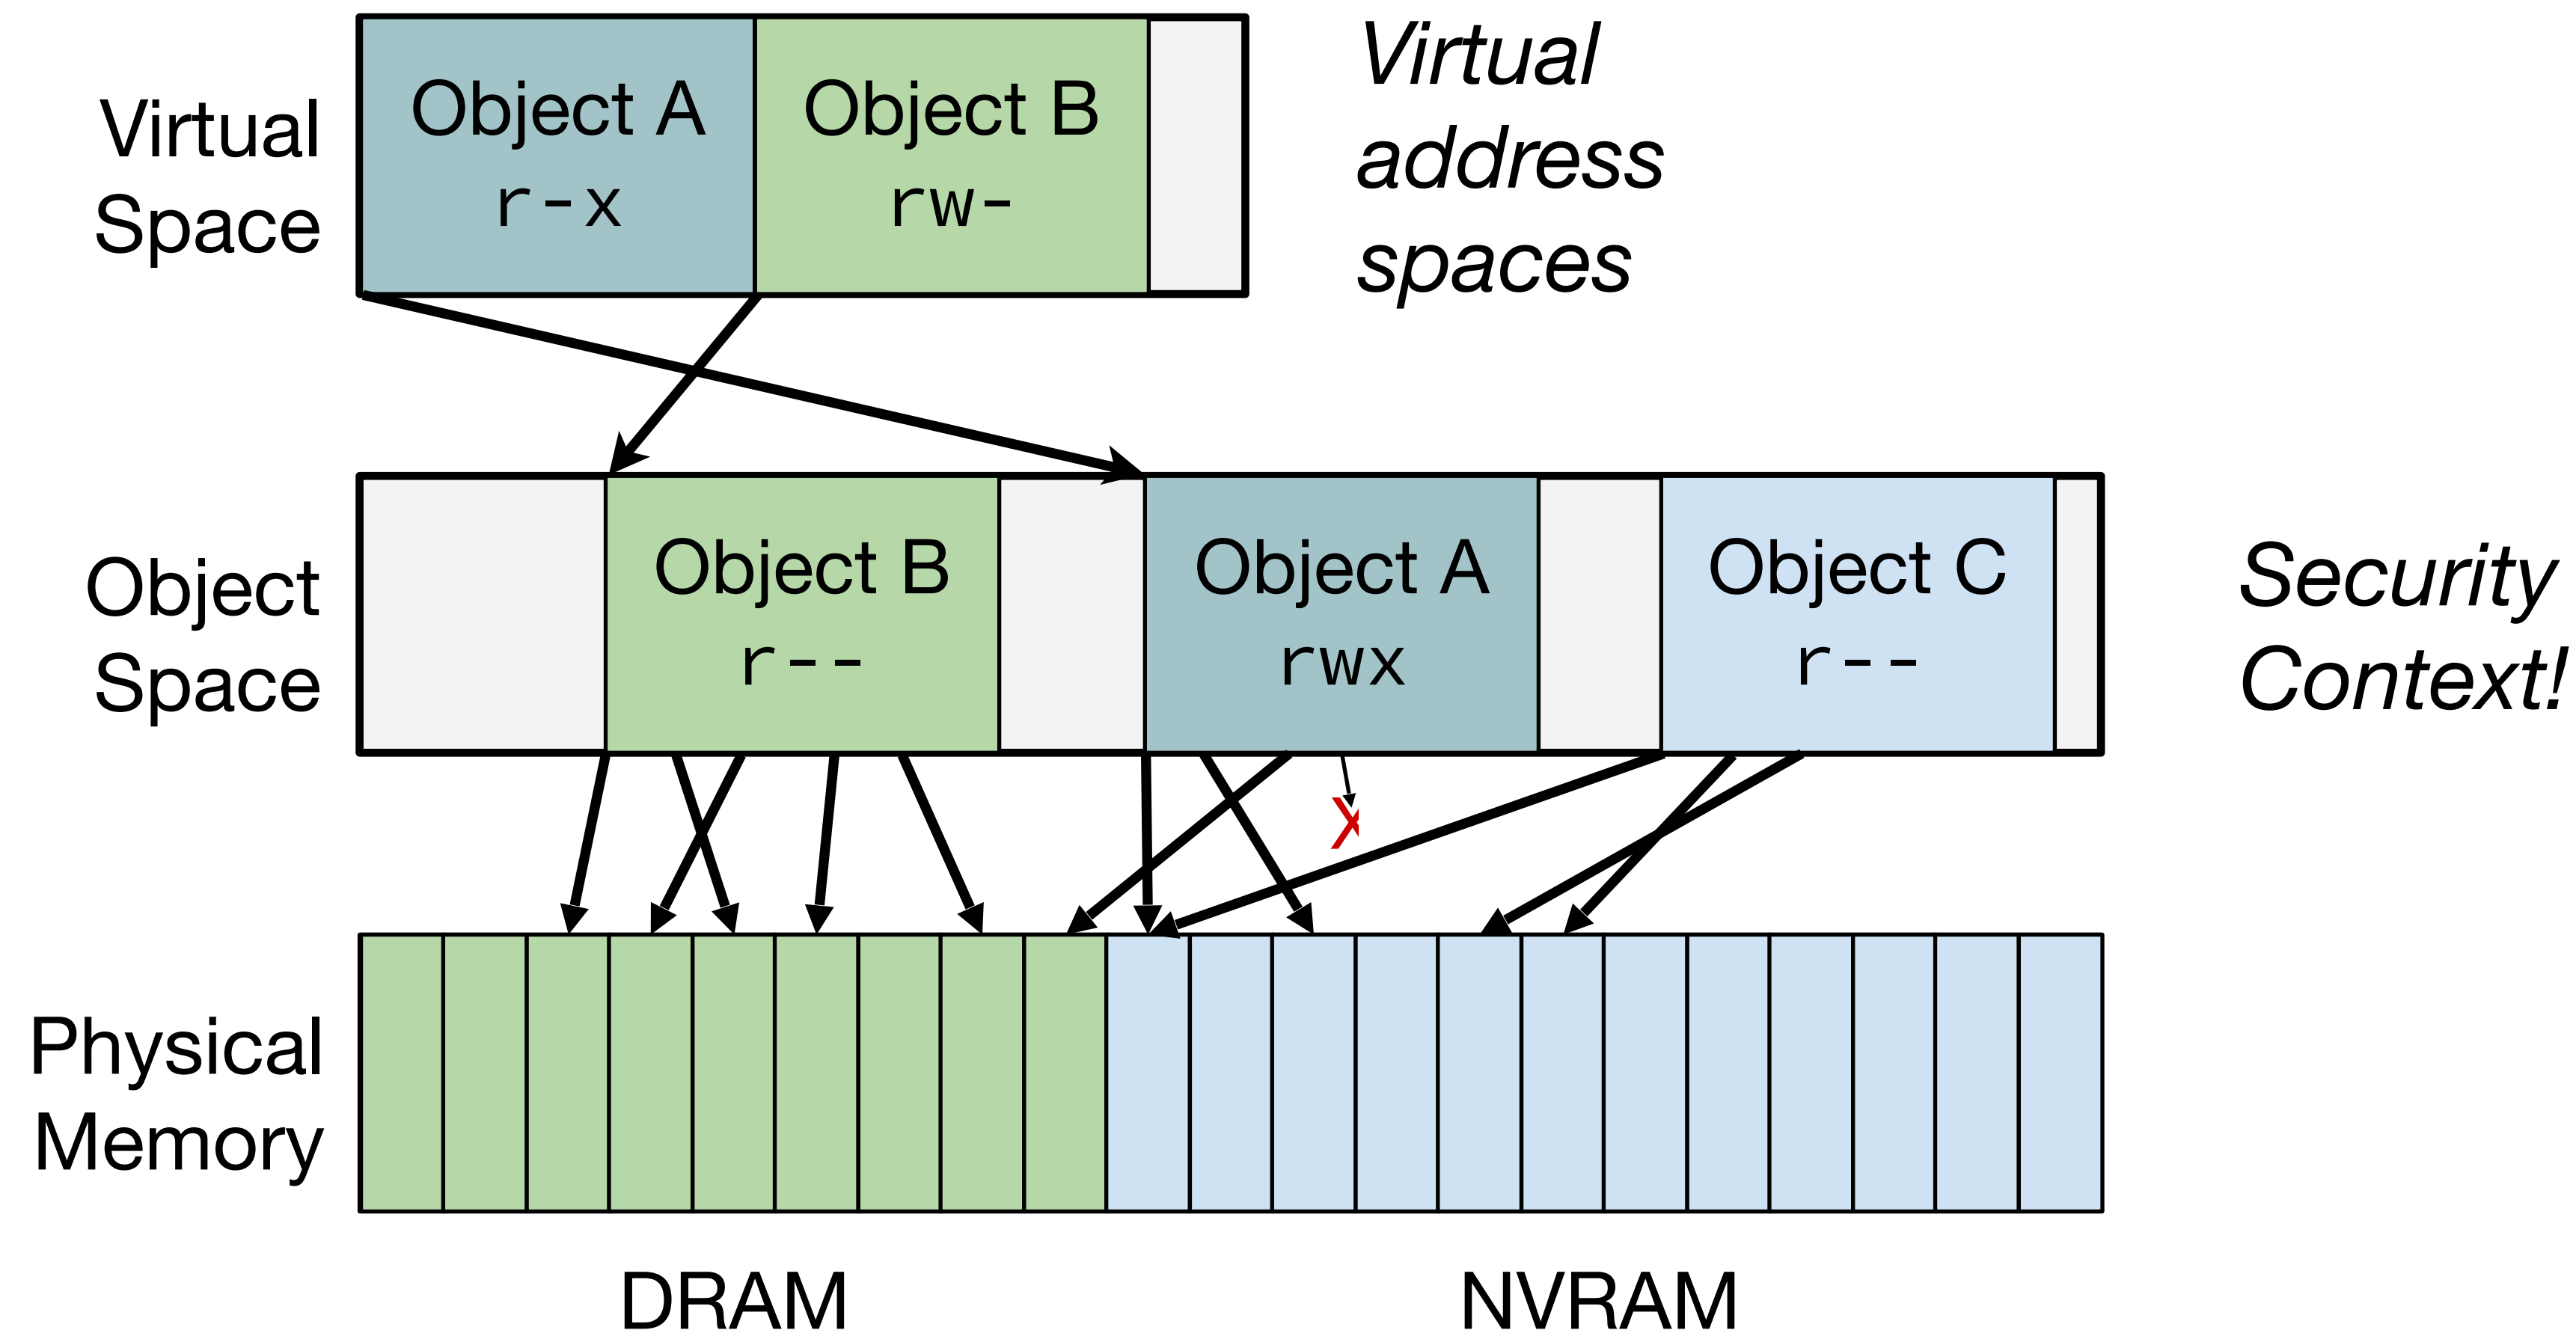 Virtual
Space
Object A
r-x
Object B
rw-
Virtual
address
spaces
Object
Space
Object B
r--
Object A
rwx
Object C
r--
Security
Context!
X
Physical
Memory
DRAM
NVRAM